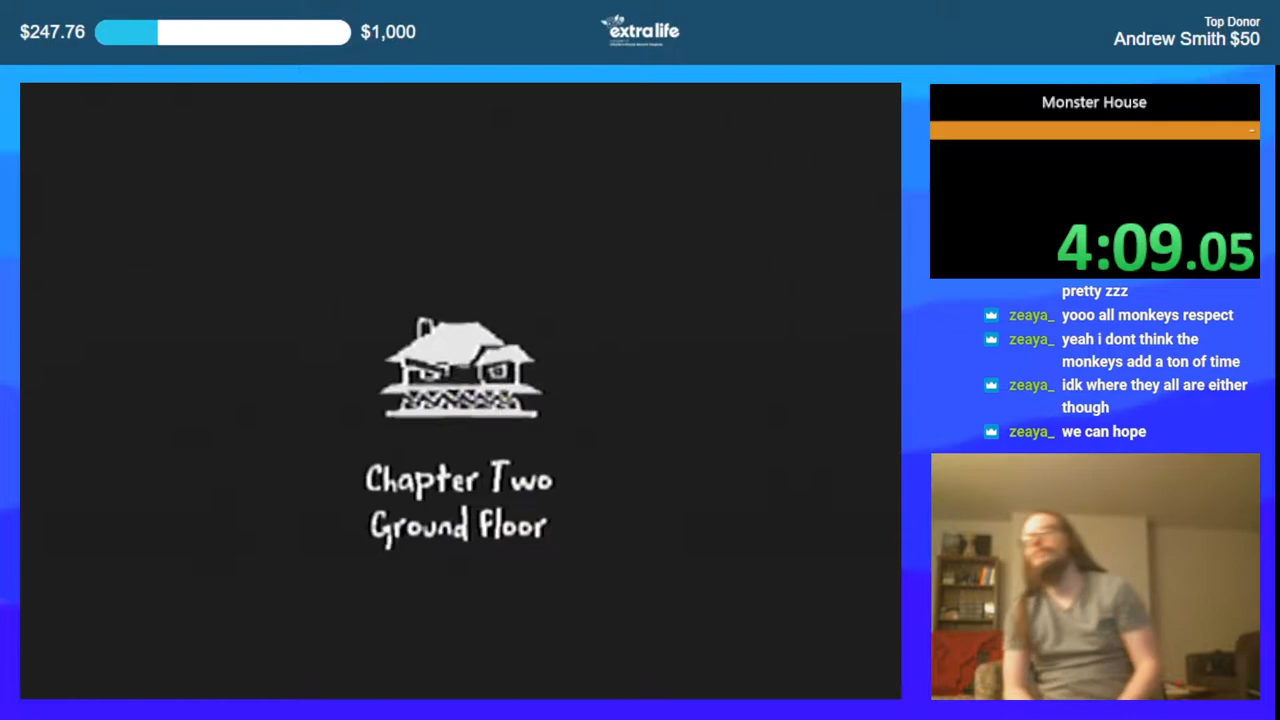 $247.76
$1,000
extralife
Top Donor
Andrew Smith $50
Monster House
-
4:09.05
pretty zzz
zeaya_ yooo all monkeys respect
zeaya_ yeah i dont think the
monkeys add a ton of time
zeaya_ idk where they all are either
though
zeaya_ we can hope
Chapter Two
Ground Floor